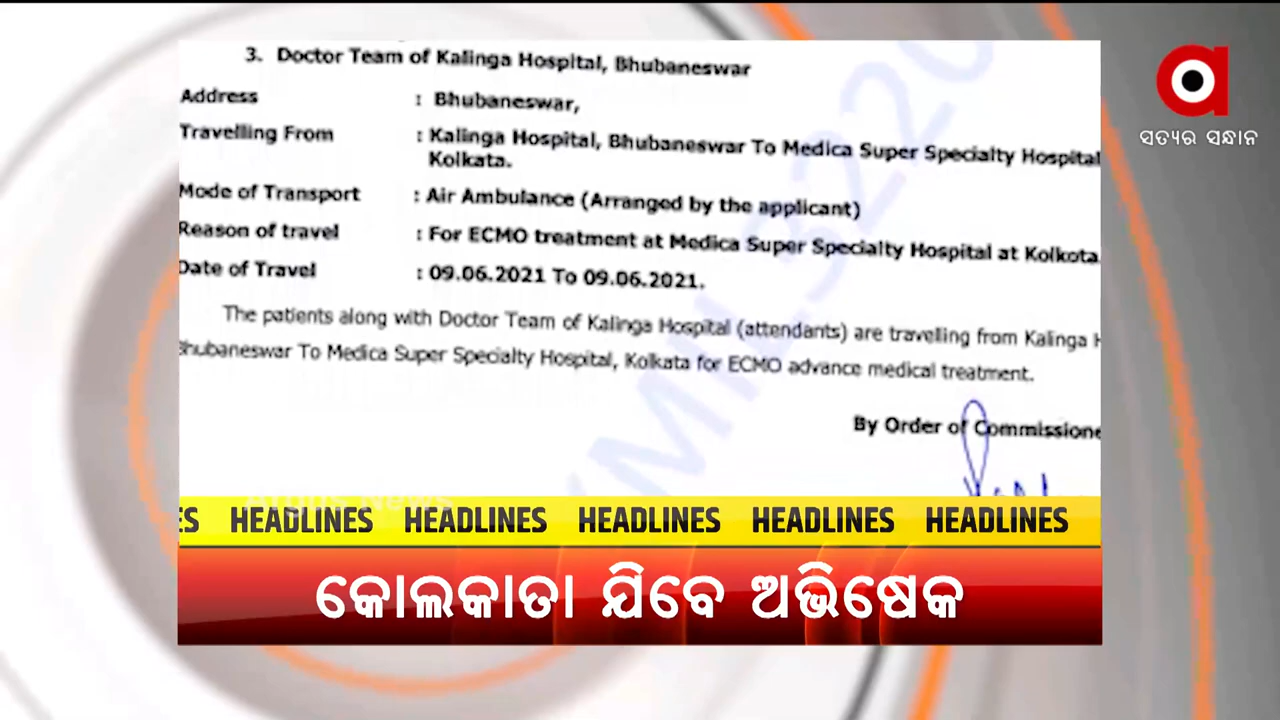 3. Doctor Team of Kalinga Hospital, Bhubaneswar
ସତ୍ୟର ସନ୍ଧାନ
Address : Bhubaneswar,
Travelling From : Kalinga Hospital, Bhubaneswar To Medica Super Specialty Hospital
Kolkata.
Mode of Transport : Air Ambulance (Arranged by the applicant)
Reason of travel : For ECMO treatment at Medica Super Specialty Hospital at Kolkata
Date of Travel : 09.06.2021 To 09.06.2021.
The patients along with Doctor Team of Kalinga Hospital (attendants) are travelling from Kalinga H
Bhubaneswar To Medica Super Specialty Hospital, Kolkata for ECMO advance medical treatment.
By Order of Commissione
Argus News
ES HEADLINES HEADLINES HEADLINES HEADLINES HEADLINES
କୋଲକାତା ଯିବେ ଅଭିଷେକ